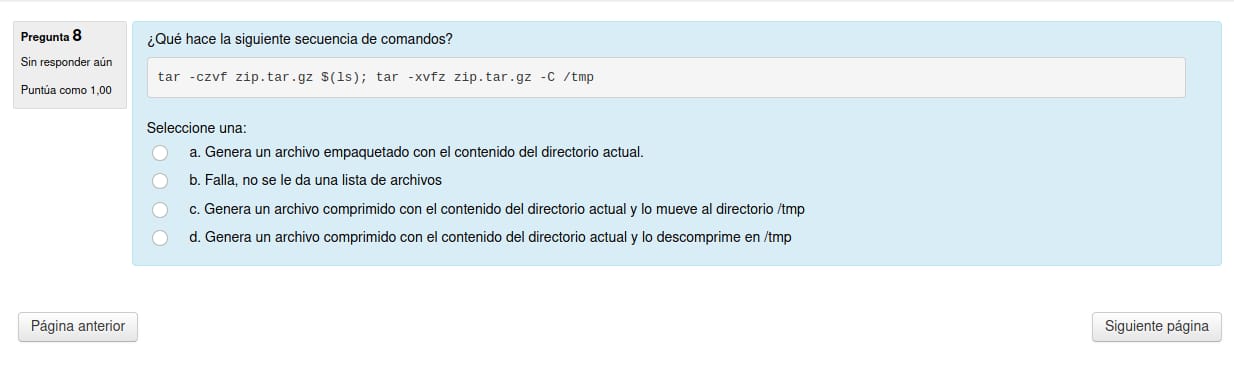 Pregunta 8
Sin responder aún
Puntúa como 1,00
¿Qué hace la siguiente secuencia de comandos?
tar -czvf zip.tar.gz $(ls); tar -xvfz zip.tar.gz -C /tmp
Seleccione una:
a. Genera un archivo empaquetado con el contenido del directorio actual.
b. Falla, no se le da una lista de archivos
c. Genera un archivo comprimido con el contenido del directorio actual y lo mueve al directorio /tmp
d. Genera un archivo comprimido con el contenido del directorio actual y lo descomprime en /tmp
Página anterior
Siguiente página